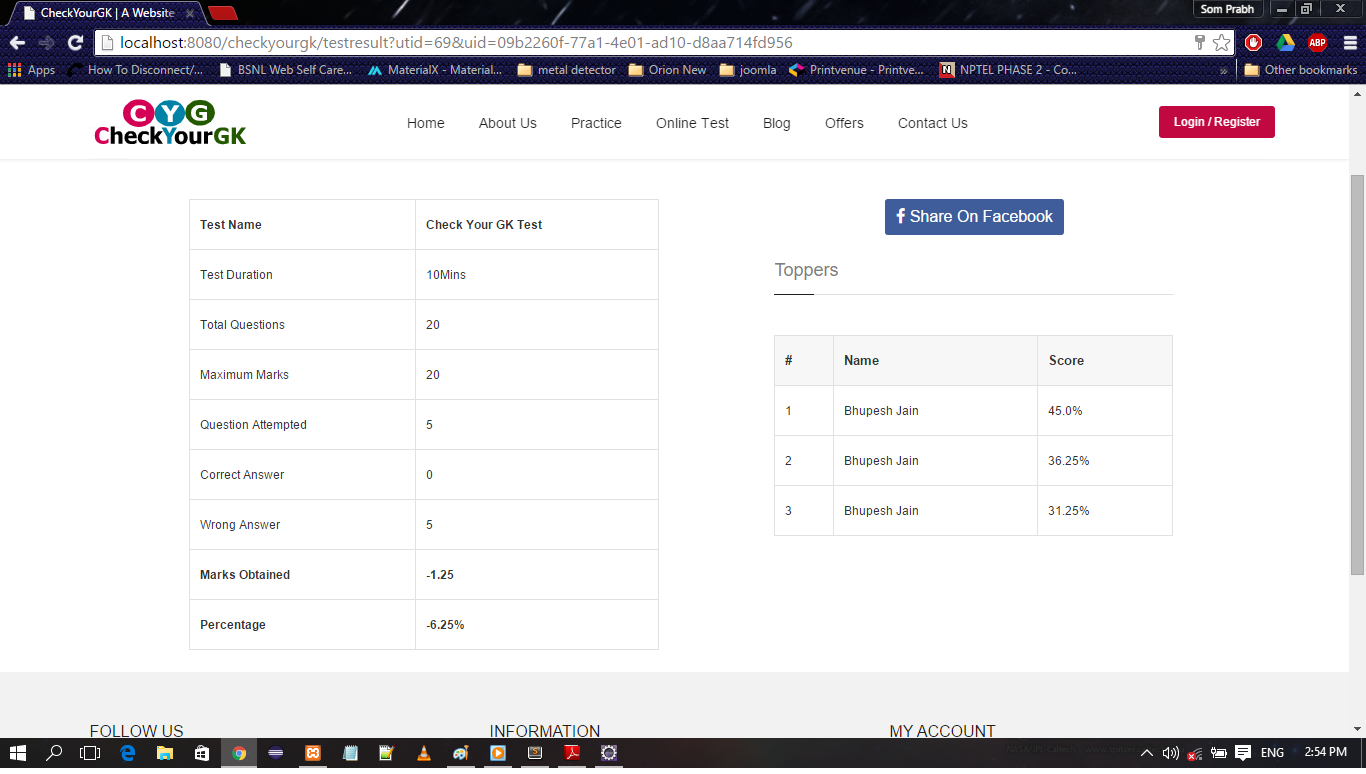 CheckYourGK | A Website
Som Prabh
localhost:8080/checkyourgk/testresult?utid=69&uid=09b2260f-77a1-4e01-ad10-d8aa714fd956
ABP
Apps How To Disconnect/... BSNL Web Self Care... MaterialX - Material... metal detector Orion New joomla Printvenue - Printve... N NPTEL PHASE 2 - Co... » Other bookmarks
CYG
CheckYourGK
Home About Us Practice Online Test Blog Offers Contact Us
Login / Register
Test Name Check Your GK Test
Test Duration 10Mins
Total Questions 20
Maximum Marks 20
Question Attempted 5
Correct Answer 0
Wrong Answer 5
Marks Obtained -1.25
Percentage -6.25%
f Share On Facebook
Toppers
# Name Score
1 Bhupesh Jain 45.0%
2 Bhupesh Jain 36.25%
3 Bhupesh Jain 31.25%
FOLLOW US INFORMATION MY ACCOUNT
ENG 2:54 PM